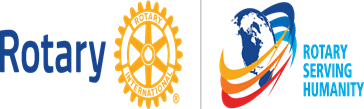 Rotary
ROTARY
INTERNATIONAL
®
ROTARY
SERVING
HUMANITY